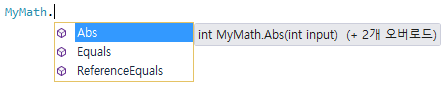 MyMath.
Abs
int MyMath.Abs(int input) (+ 2개 오버로드)
Equals
ReferenceEquals